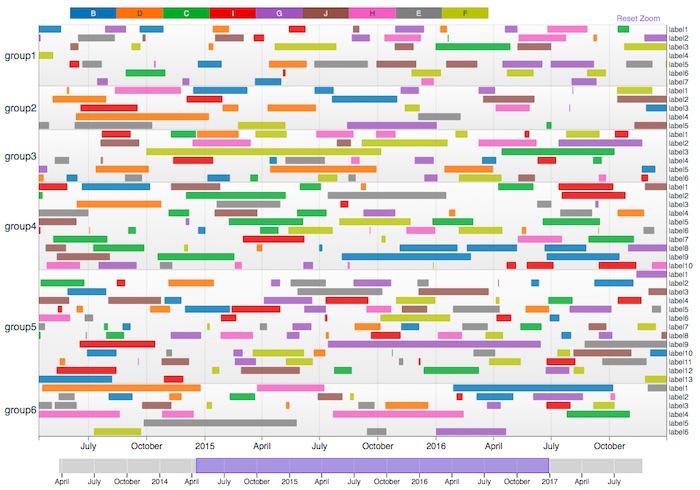 B D C I G J H E F
Reset Zoom
group1
label1
label2
label3
label4
label5
label6
label7
group2
label1
label2
label3
label4
label5
group3
label1
label2
label3
label4
label5
label6
group4
label1
label2
label3
label4
label5
label6
label7
label8
label9
label10
group5
label1
label2
label3
label4
label5
label6
label7
label8
label9
label10
label11
label12
label13
group6
label1
label2
label3
label4
label5
label6
July October 2015 April July October 2016 April July October
April July October 2014 April July October 2015 April July October 2016 April July October 2017 April July